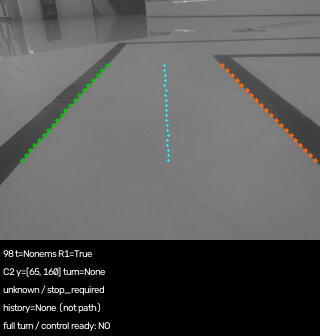 98 t=Nonems R1=True
C2 y=[65, 160] turn=None
unknown / stop_required
history=None (not path)
full turn / control ready: NO